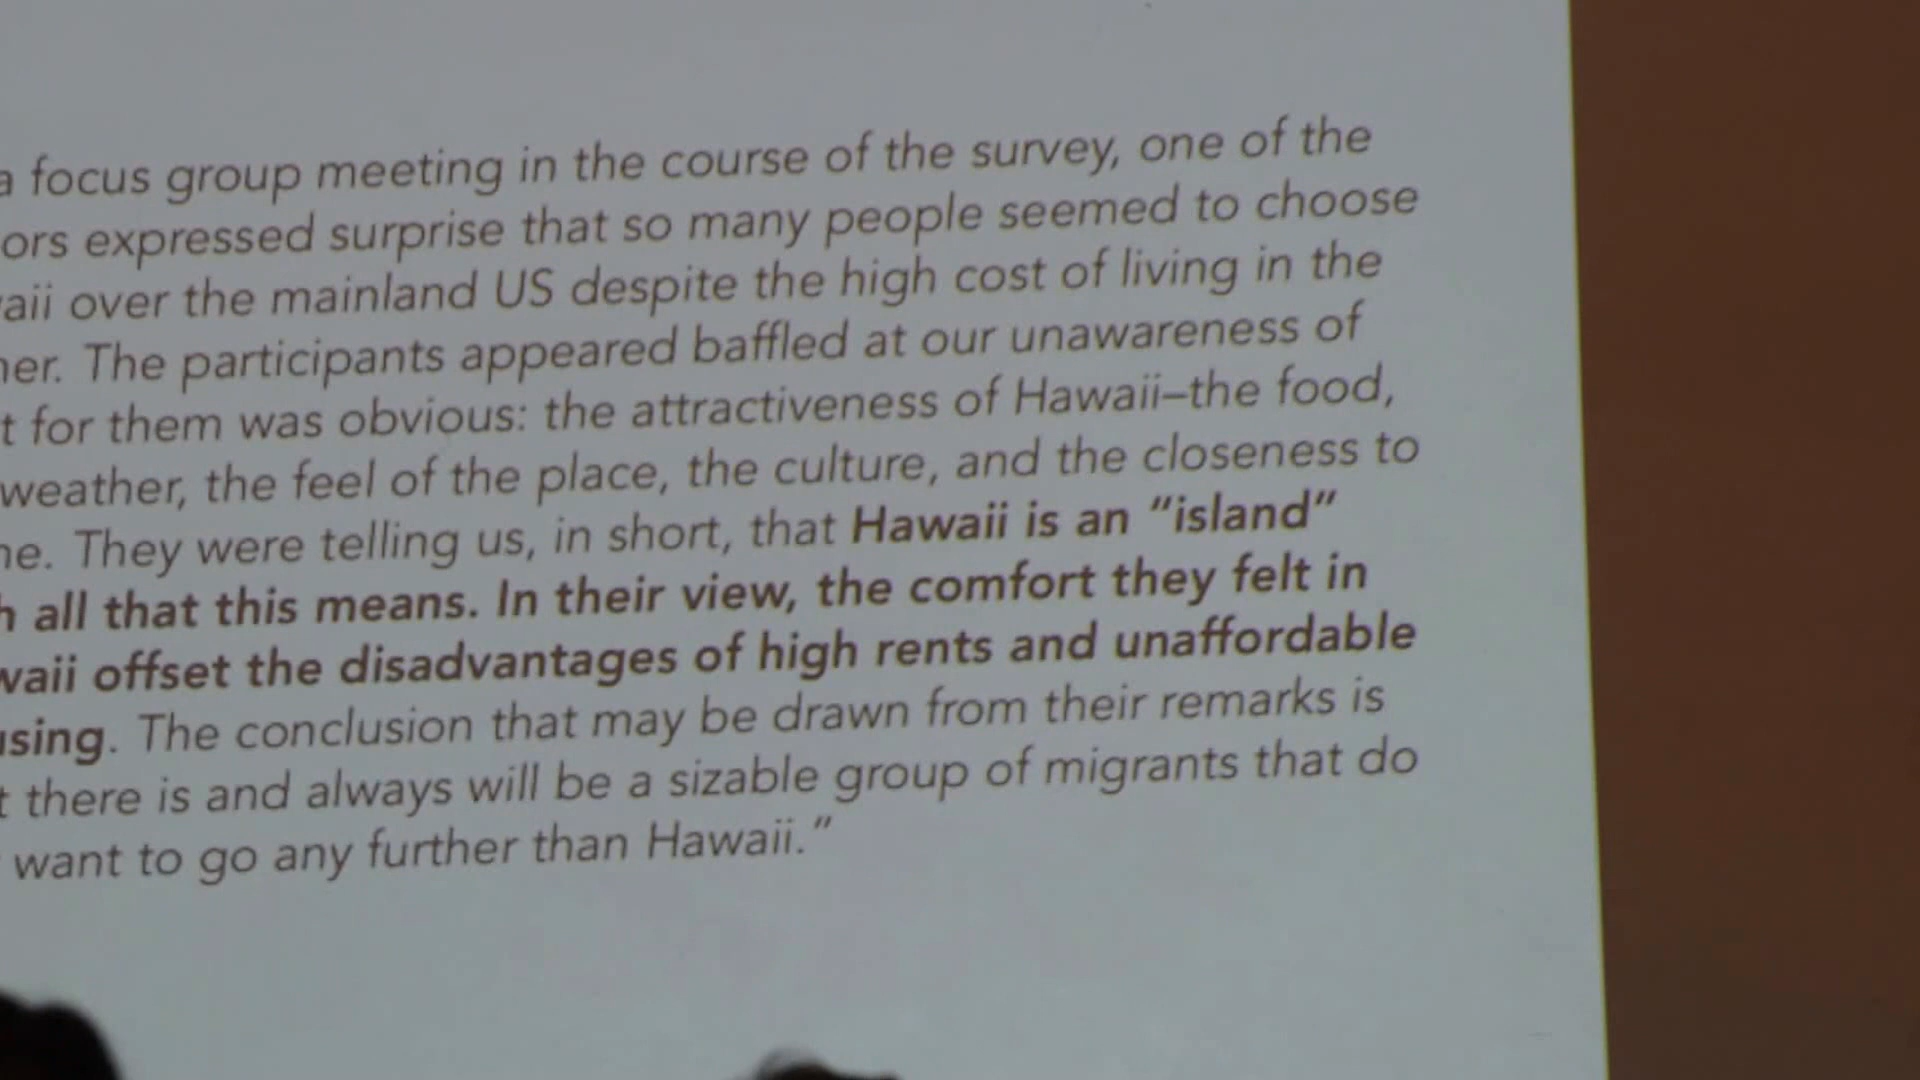 a focus group meeting in the course of the survey, one of the
ors expressed surprise that so many people seemed to choose
aii over the mainland US despite the high cost of living in the
er. The participants appeared baffled at our unawareness of
t for them was obvious: the attractiveness of Hawaii–the food,
weather, the feel of the place, the culture, and the closeness to
e. They were telling us, in short, that Hawaii is an “island”
h all that this means. In their view, the comfort they felt in
waii offset the disadvantages of high rents and unaffordable
using. The conclusion that may be drawn from their remarks is
t there is and always will be a sizable group of migrants that do
want to go any further than Hawaii.”